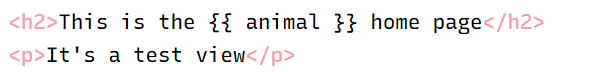 <h2>This is the {{ animal }} home page</h2>
<p>It's a test view</p>